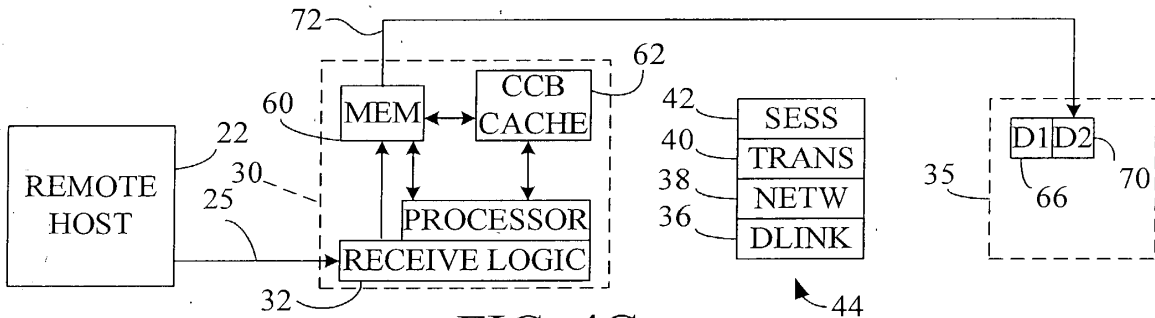 72
62
60
MEM
CCB
CACHE
42
SESS
22
40
TRANS
D1 D2
REMOTE
HOST
30
25
38
NETW
35
66
70
PROCESSOR
36
DLINK
RECEIVE LOGIC
32
44